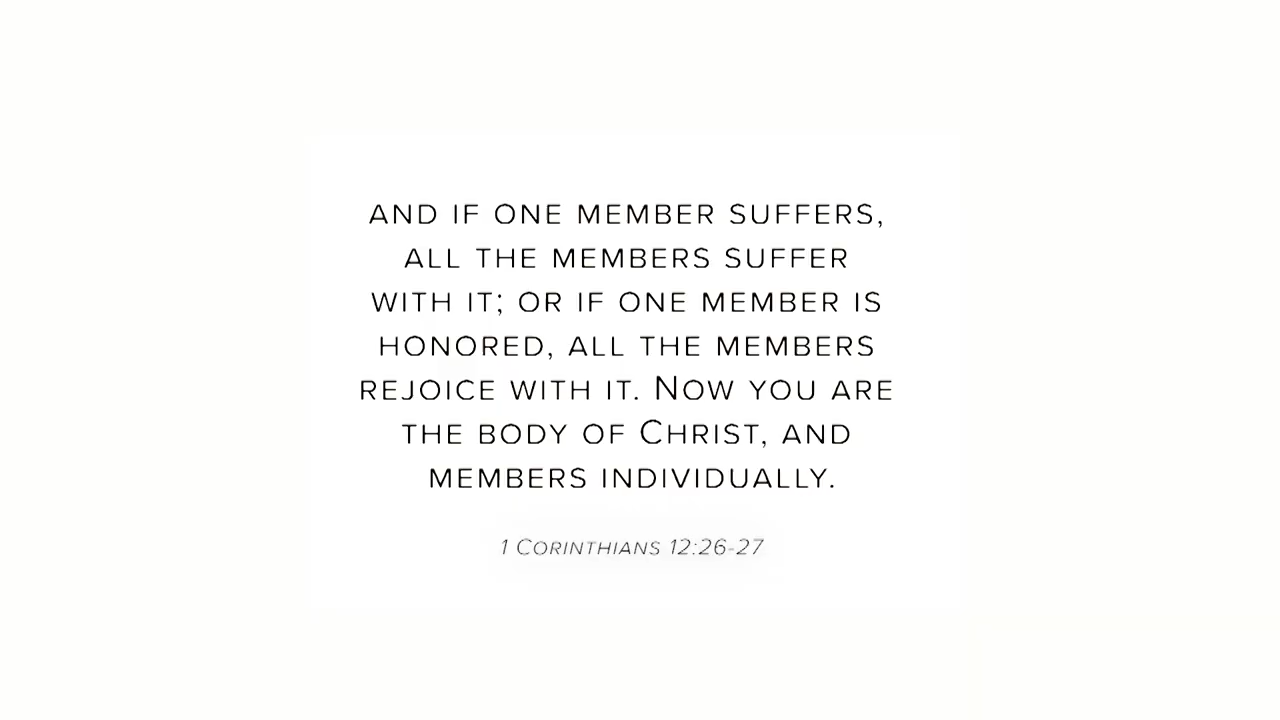 AND IF ONE MEMBER SUFFERS,
ALL THE MEMBERS SUFFER
WITH IT; OR IF ONE MEMBER IS
HONORED, ALL THE MEMBERS
REJOICE WITH IT. NOW YOU ARE
THE BODY OF CHRIST, AND
MEMBERS INDIVIDUALLY.
1 CORINTHIANS 12:26-27